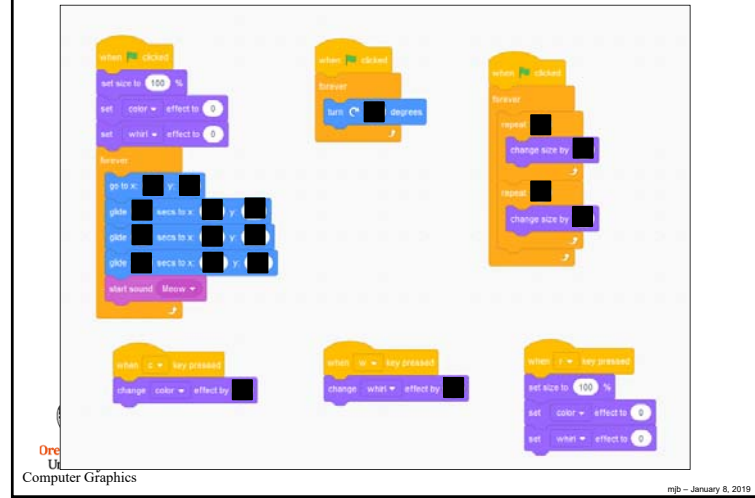 when clicked
set size to 100 %
set color effect to 0
set whirl effect to 0
forever
go to x: y:
glide secs to x: y:
glide secs to x: y:
glide secs to x: y:
start sound Meow
when clicked
forever
turn degrees
when clicked
forever
repeat
change size by
repeat
change size by
when c key pressed
change color effect by
when w key pressed
change whirl effect by
when r key pressed
set size to 100 %
set color effect to 0
set whirl effect to 0
Ore
Computer Graphics
mjb – January 8, 2019